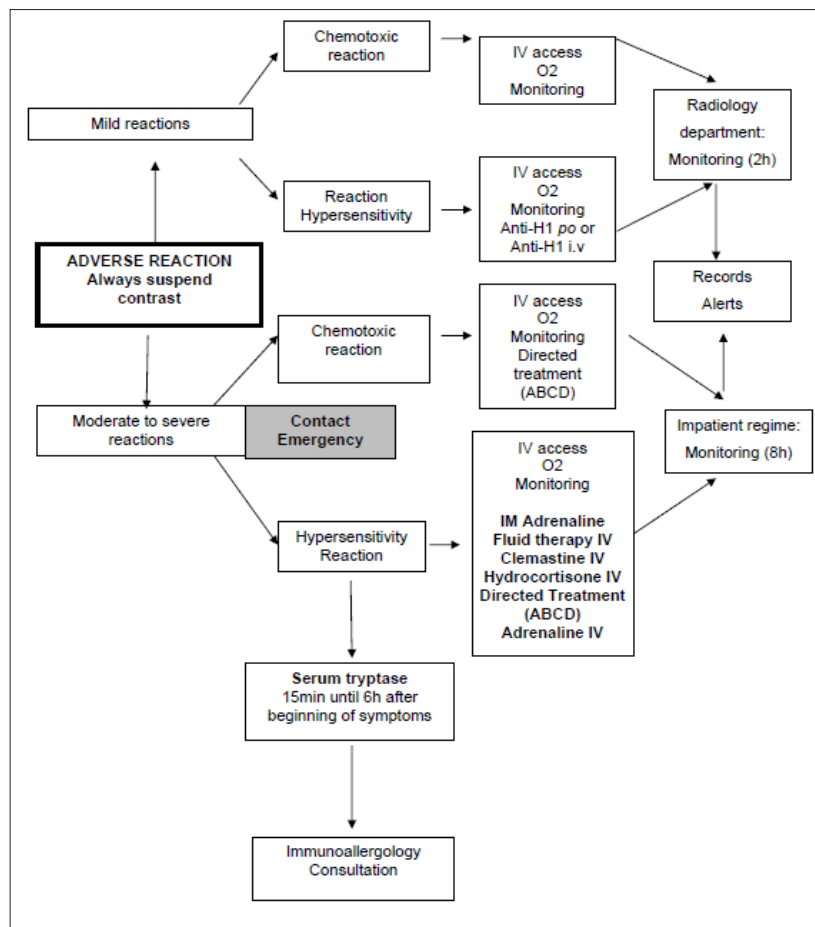 Chemotoxic
reaction
IV access
O2
Monitoring
Radiology
department:
Monitoring (2h)
Mild reactions
Reaction
Hypersensitivity
IV access
O2
Monitoring
Anti-H1 po or
Anti-H1 i.v
ADVERSE REACTION
Always suspend
contrast
Records
Alerts
Chemotoxic
reaction
IV access
O2
Monitoring
Directed
treatment
(ABCD)
Moderate to severe
reactions
Contact
Emergency
Impatient regime:
Monitoring (8h)
IV access
O2
Monitoring
IM Adrenaline
Fluid therapy IV
Clemastine IV
Hydrocortisone IV
Directed Treatment
(ABCD)
Adrenaline IV
Hypersensitivity
Reaction
Serum tryptase
15min until 6h after
beginning of symptoms
Immunoallergology
Consultation